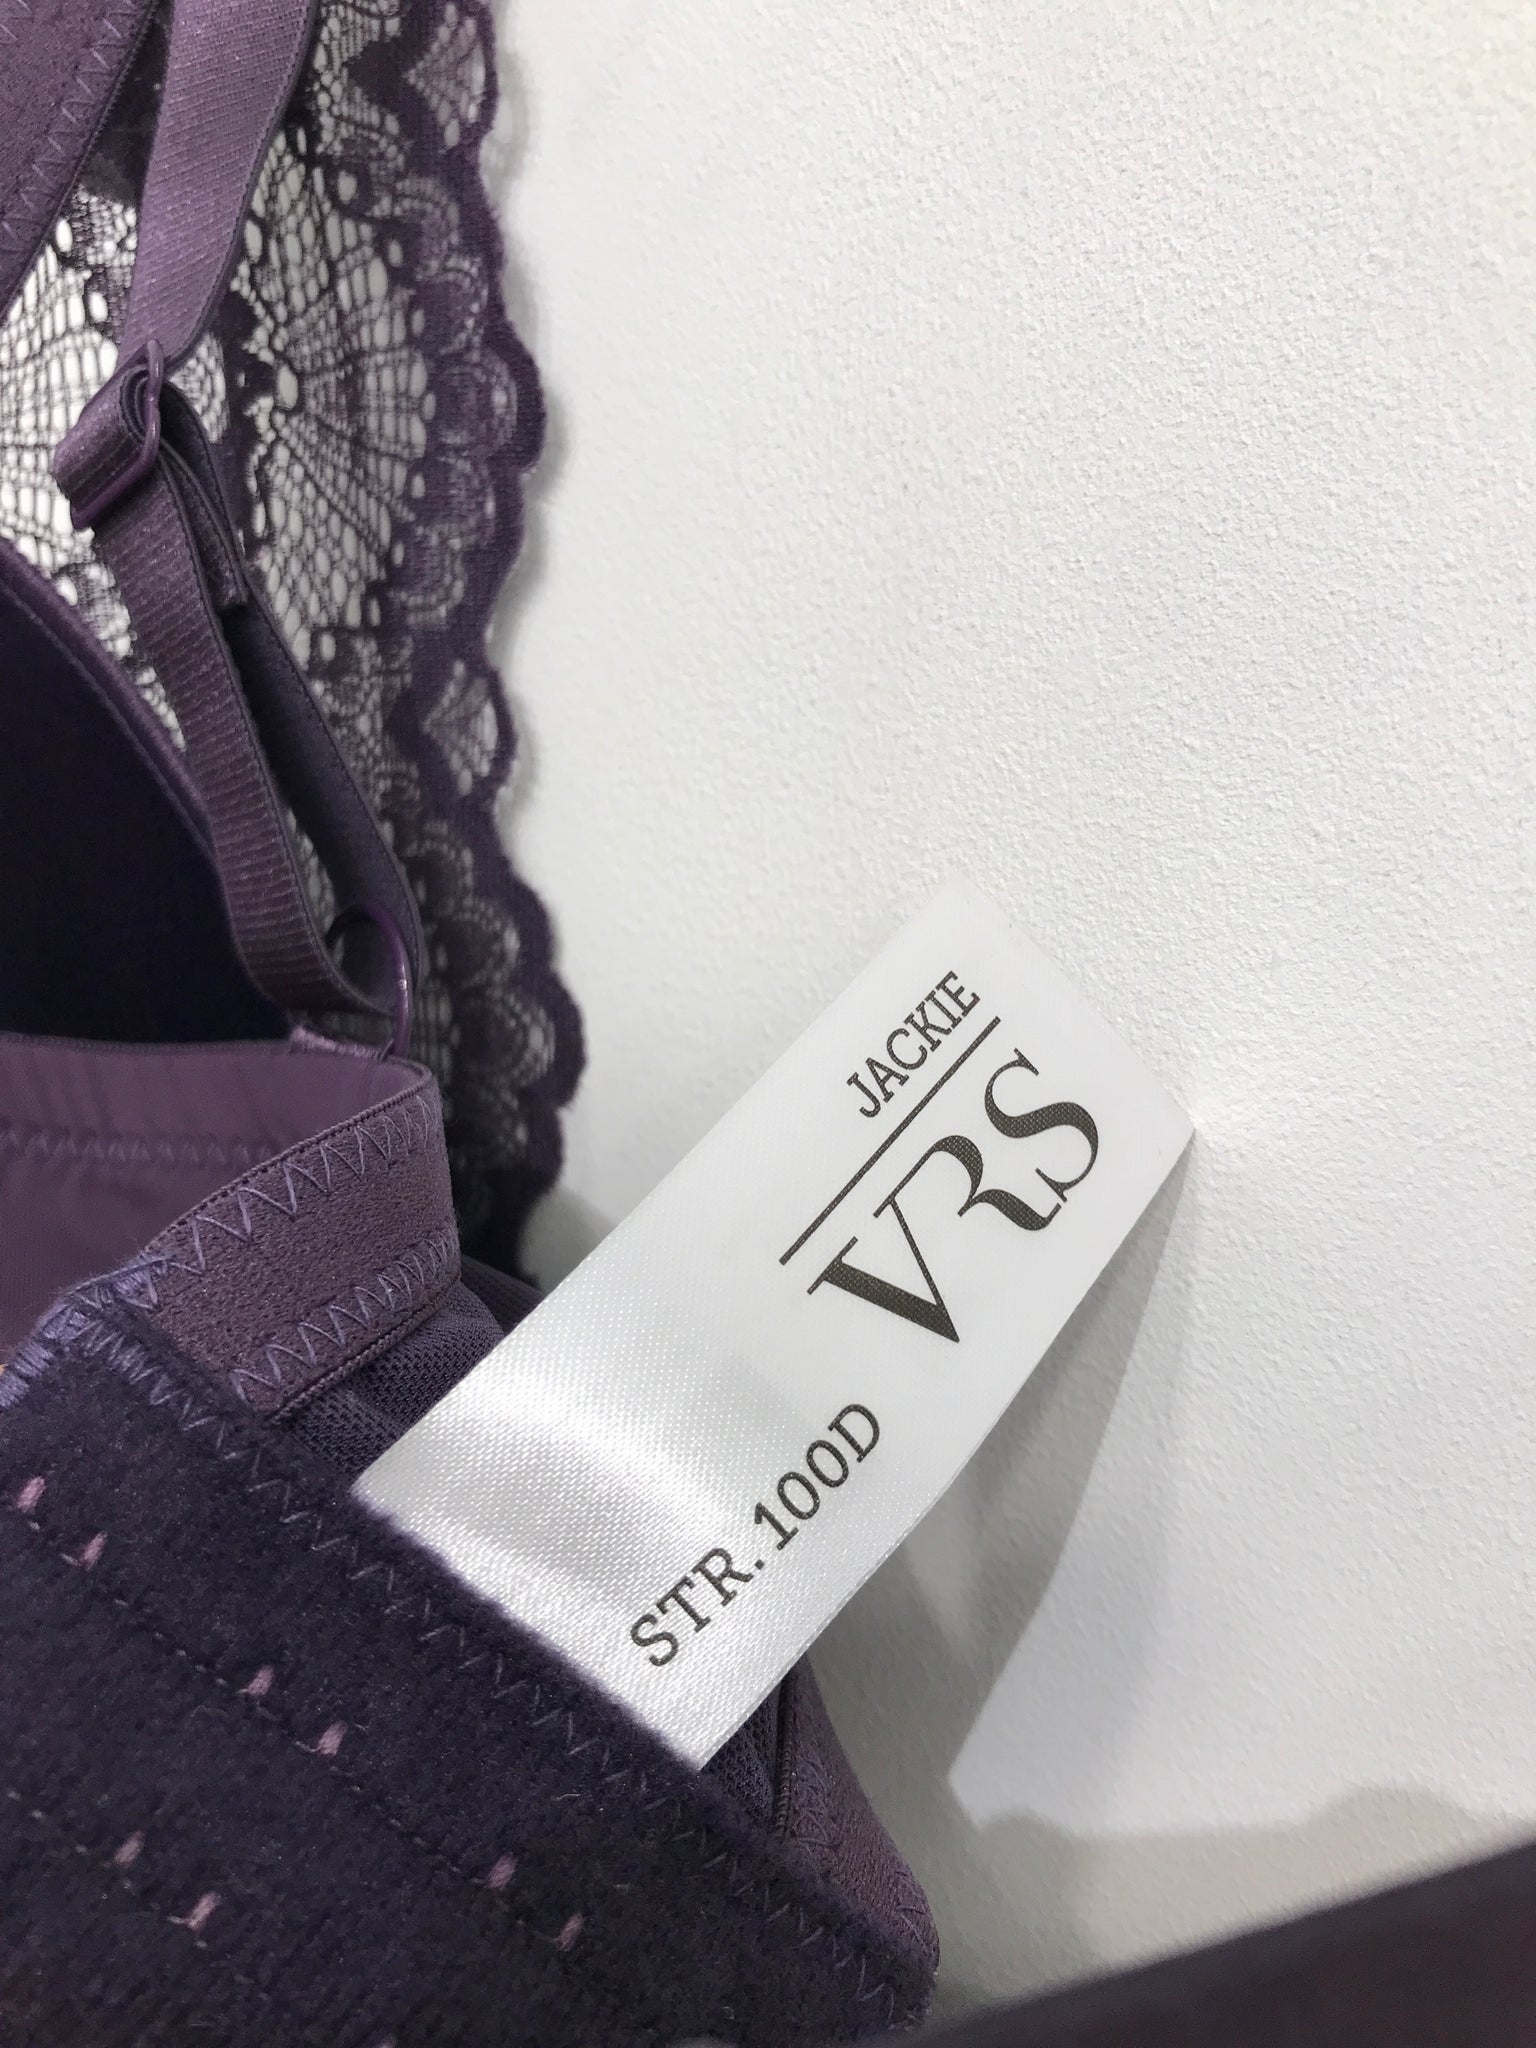 JACKIE
VRS
STR. 100D